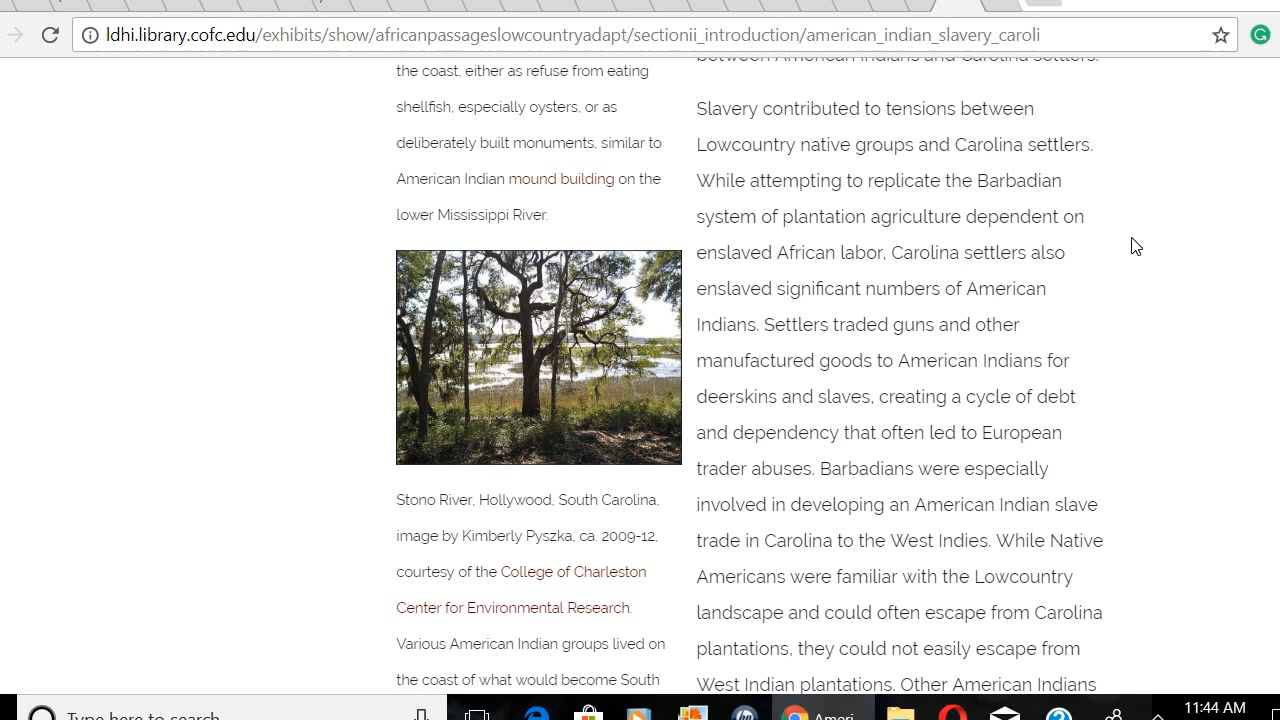 ldhi.library.cofc.edu/exhibits/show/africanpassageslowcountryadapt/sectionii_introduction/american_indian_slavery_caroli
the coast, either as refuse from eating
shellfish, especially oysters, or as
deliberately built monuments, similar to
American Indian mound building on the
lower Mississippi River.
Stono River, Hollywood, South Carolina,
image by Kimberly Pyszka, ca. 2009-12,
courtesy of the College of Charleston
Center for Environmental Research.
Various American Indian groups lived on
the coast of what would become South
between American Indians and Carolina settlers.
Slavery contributed to tensions between
Lowcountry native groups and Carolina settlers.
While attempting to replicate the Barbadian
system of plantation agriculture dependent on
enslaved African labor, Carolina settlers also
enslaved significant numbers of American
Indians. Settlers traded guns and other
manufactured goods to American Indians for
deerskins and slaves, creating a cycle of debt
and dependency that often led to European
trader abuses. Barbadians were especially
involved in developing an American Indian slave
trade in Carolina to the West Indies. While Native
Americans were familiar with the Lowcountry
landscape and could often escape from Carolina
plantations, they could not easily escape from
West Indian plantations. Other American Indians
Type here to search
Ameri
11:44 AM